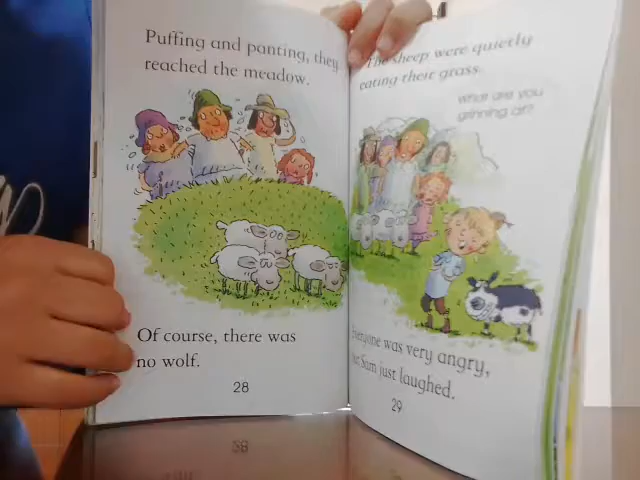 Puffing and panting, they
reached the meadow.
Of course, there was
no wolf.
28
The sheep were quietly
eating their grass.
What are you
grinning at?
Everyone was very angry,
but Sam just laughed.
29